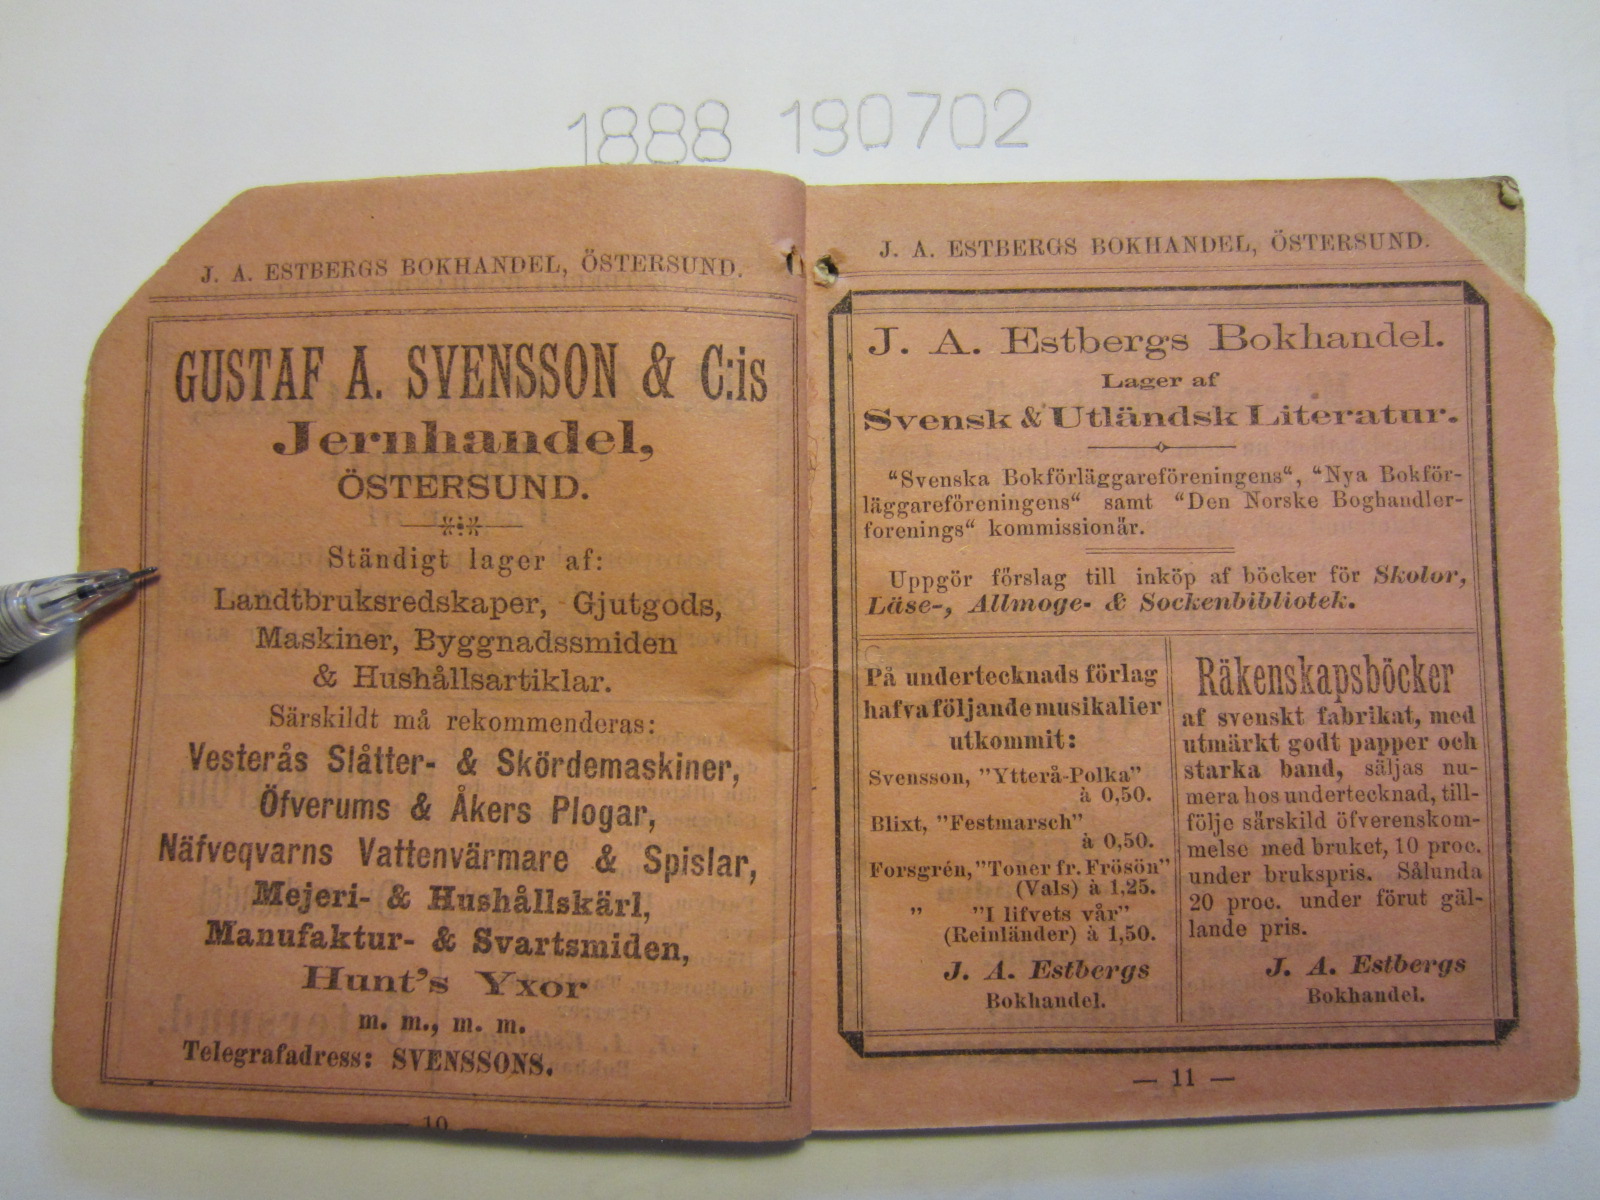 1888 190702
J. A. ESTBERGS BOKHANDEL, ÖSTERSUND.
GUSTAF A. SVENSSON & C:is
Jernhandel,
ÖSTERSUND.
Ständigt lager af:
Landtbruksredskaper, Gjutgods,
Maskiner, Byggnadssmiden
& Hushållsartiklar.
Särskildt må rekommenderas:
Vesterås Slåtter- & Skördemaskiner,
Öfverums & Åkers Plogar,
Näfveqvarns Vattenvärmare & Spislar,
Mejeri- & Hushållskärl,
Manufaktur- & Svartsmiden,
Hunt's Yxor
m. m., m. m.
Telegrafadress: SVENSSONS.
10
J. A. ESTBERGS BOKHANDEL, ÖSTERSUND.
J. A. Estbergs Bokhandel.
Lager af
Svensk & Utländsk Literatur.
“Svenska Bokförläggareföreningens“, “Nya Bokför-
läggareföreningens“ samt “Den Norske Boghandler-
forenings“ kommissionär.
Uppgör förslag till inköp af böcker för Skolor,
Läse-, Allmoge- & Sockenbibliotek.
På undertecknads förlag
hafva följande musikalier
utkommit:
Svensson, ”Ytterå-Polka”
à 0,50.
Blixt, ”Festmarsch”
à 0,50.
Forsgrén, ”Toner fr. Frösön”
(Vals) à 1,25.
” ”I lifvets vår”
(Reinländer) à 1,50.
J. A. Estbergs
Bokhandel.
Räkenskapsböcker
af svenskt fabrikat, med
utmärkt godt papper och
starka band, säljas nu-
mera hos undertecknad, till-
följe särskild öfverenskom-
melse med bruket, 10 proc.
under brukspris. Sålunda
20 proc. under förut gäl-
lande pris.
J. A. Estbergs
Bokhandel.
— 11 —